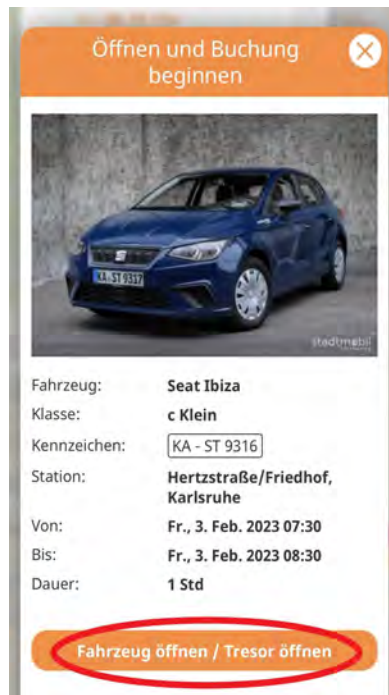 Öffnen und Buchung
beginnen
KA·ST 9317
stadtmobil
Fahrzeug: Seat Ibiza
Klasse: c Klein
Kennzeichen: KA - ST 9316
Station: Hertzstraße/Friedhof,
Karlsruhe
Von: Fr., 3. Feb. 2023 07:30
Bis: Fr., 3. Feb. 2023 08:30
Dauer: 1 Std
Fahrzeug öffnen / Tresor öffnen